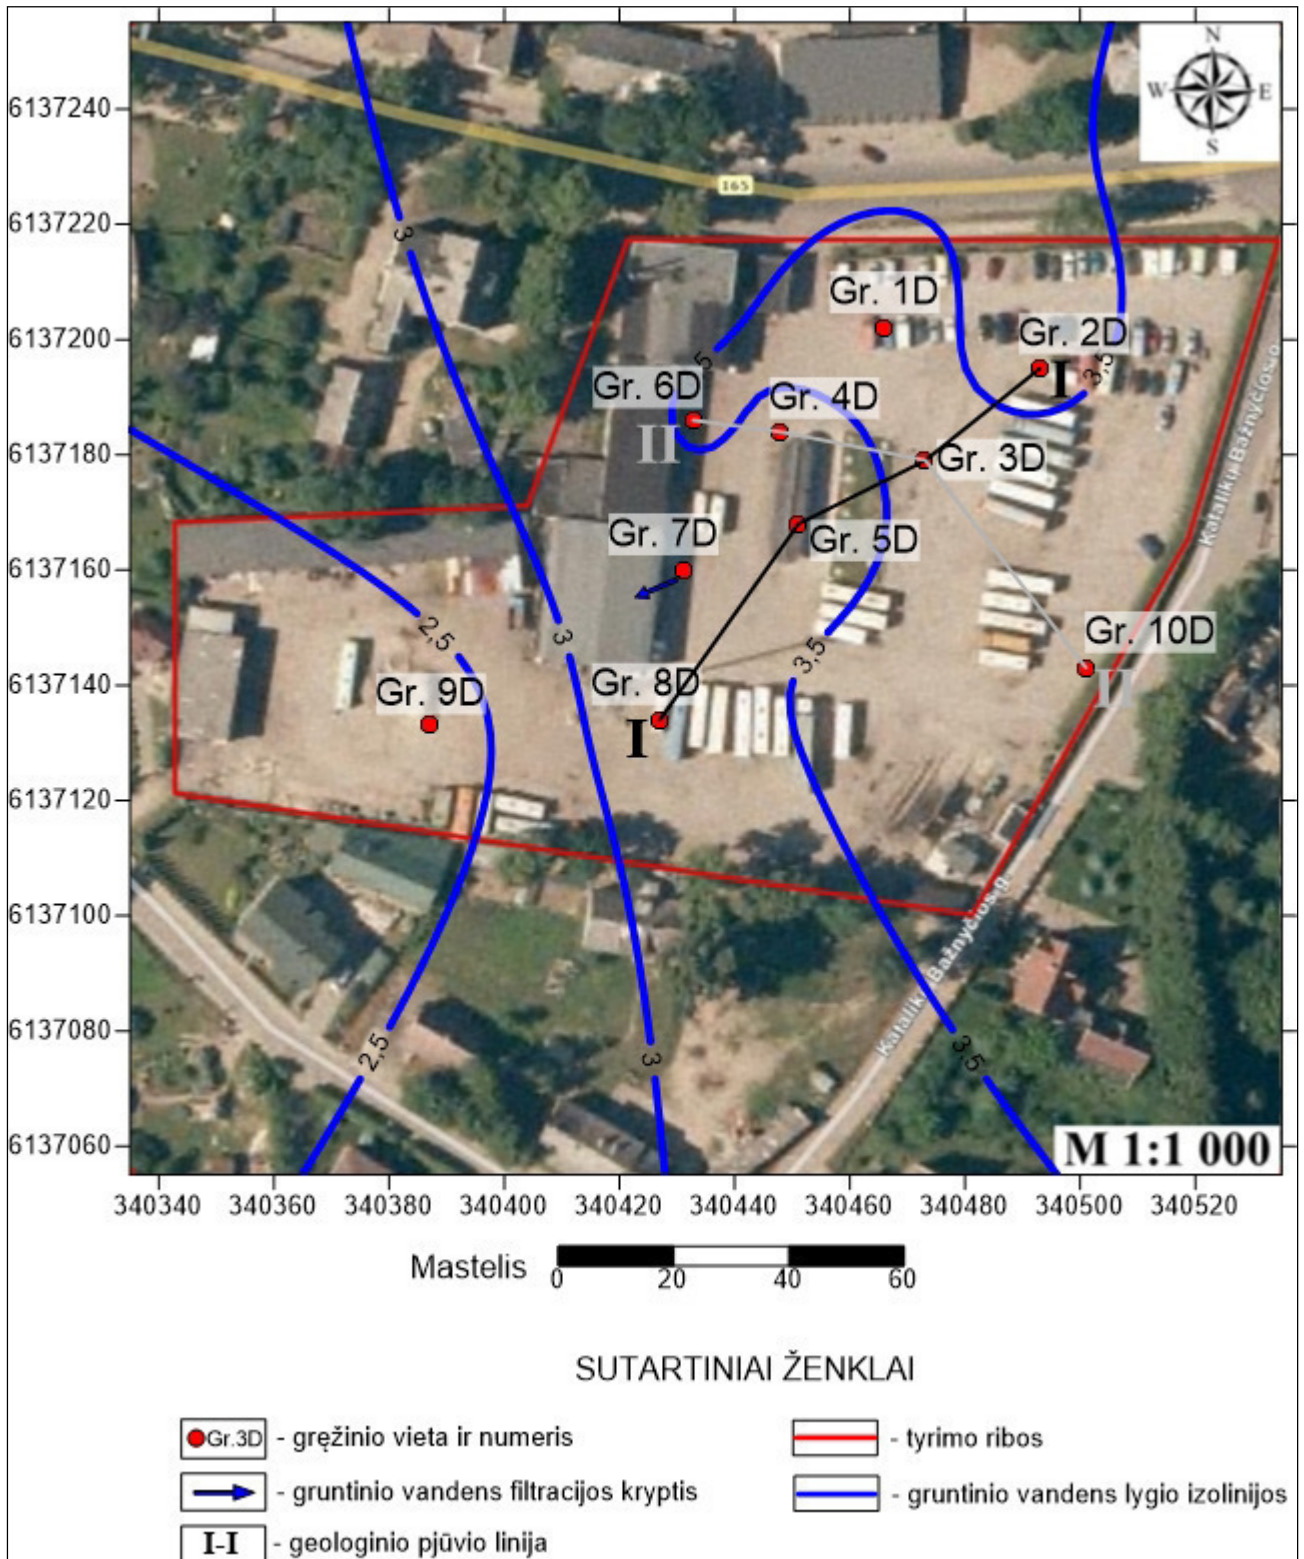 N
W E
S
6137240
6137220
6137200
6137180
6137160
6137140
6137120
6137100
6137080
6137060
165
3
Gr. 1D
Gr. 2D
I
3,5
5
Gr. 6D
II
Gr. 4D
Gr. 3D
Gr. 7D
Gr. 5D
Katalikų Bažnyčios g.
2,5
3
3,5
Gr. 10D
II
Gr. 9D
Gr. 8D
I
Katalikų Bažnyčios g.
2,5
3
3,5
M 1:1 000
340340 340360 340380 340400 340420 340440 340460 340480 340500 340520
Mastelis
0 20 40 60
SUTARTINIAI ŽENKLAI
Gr.3D - gręžinio vieta ir numeris
- tyrimo ribos
- gruntinio vandens filtracijos kryptis
- gruntinio vandens lygio izolinijos
I-I - geologinio pjūvio linija